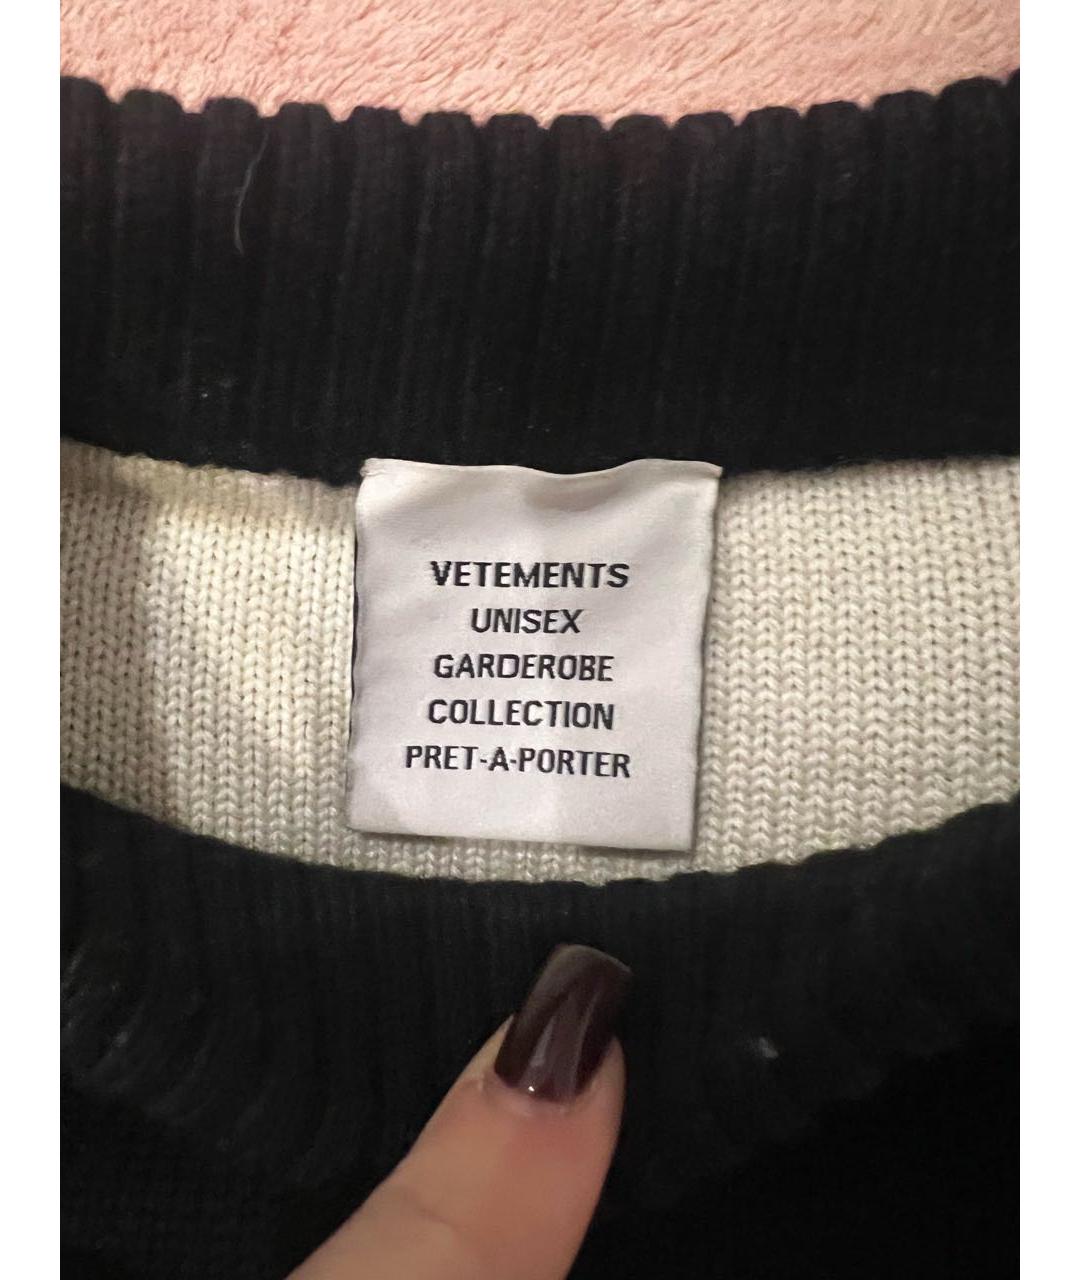 VETEMENTS
UNISEX
GARDEROBE
COLLECTION
PRET-A-PORTER